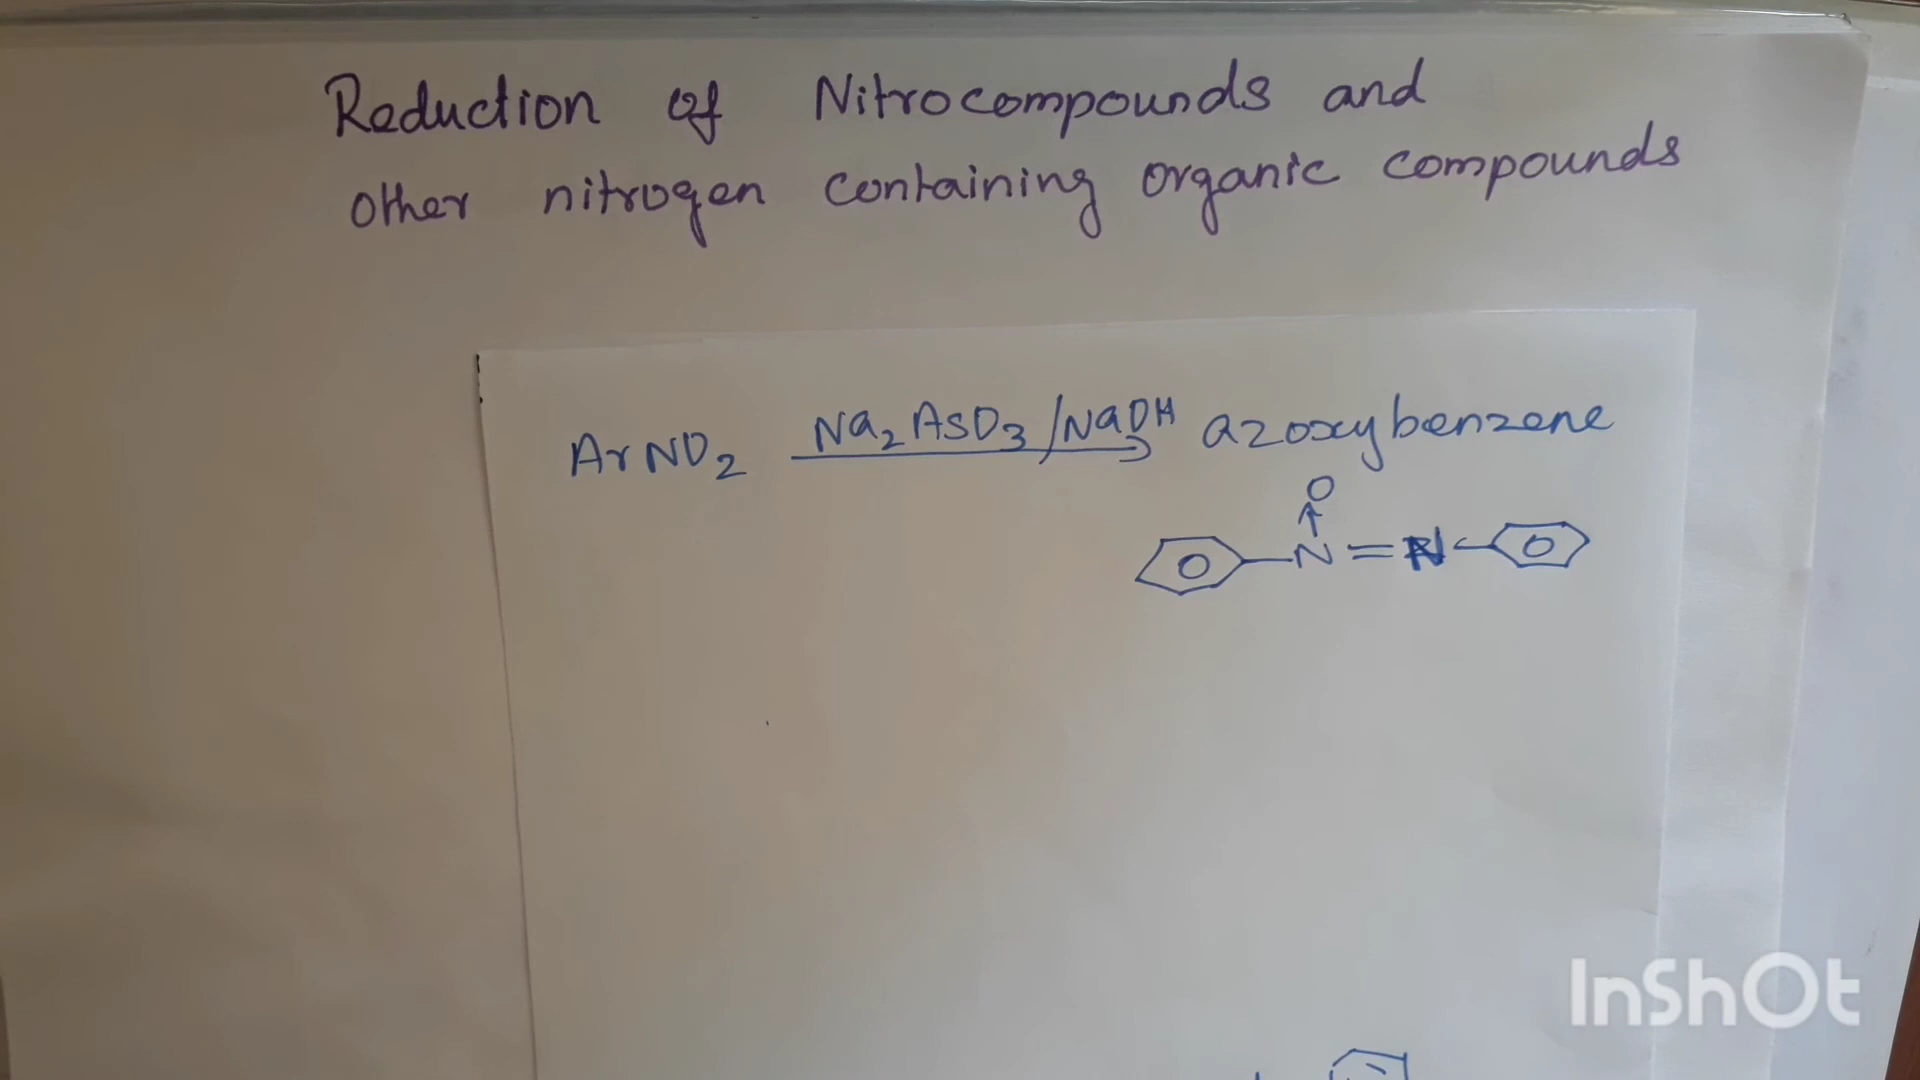 Reduction of Nitrocompounds and
other nitrogen containing organic compounds
ArNO2 Na2AsO3/NaOH azoxybenzene
O
N = N
InShOt